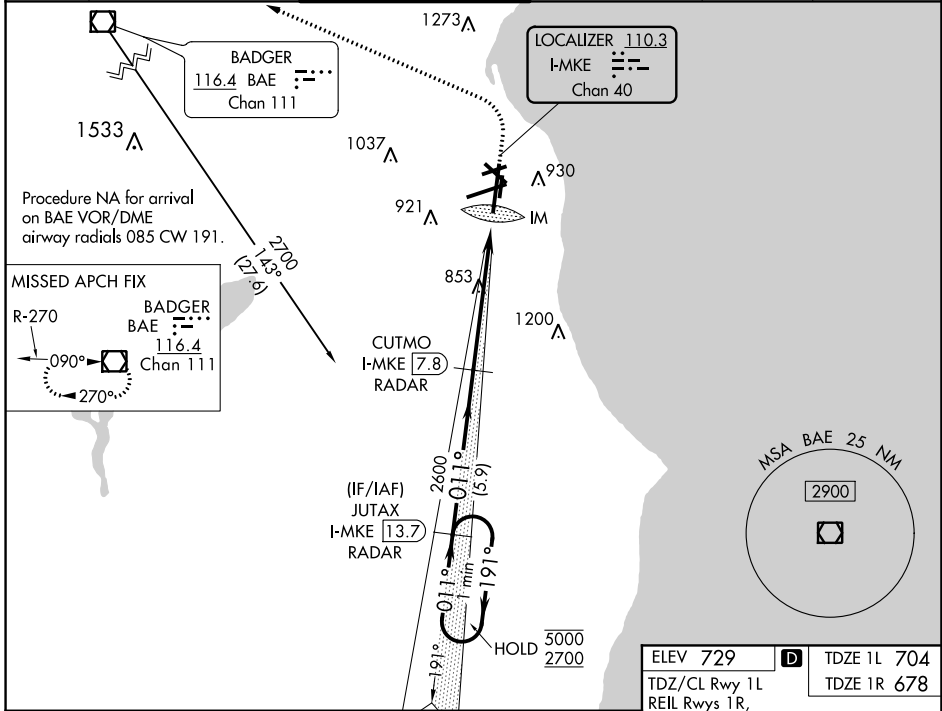 1273
LOCALIZER 110.3
I-MKE
Chan 40
BADGER
116.4 BAE
Chan 111
1533
1037
930
921
IM
Procedure NA for arrival
on BAE VOR/DME
airway radials 085 CW 191.
2700
143°
(27.6)
853
1200
MISSED APCH FIX
R-270
BADGER
BAE
116.4
Chan 111
090°
270°
CUTMO
I-MKE 7.8
RADAR
2600
011°
(5.9)
(IF/IAF)
JUTAX
I-MKE 13.7
RADAR
011°
1 min
191°
191°
HOLD 5000
2700
MSA BAE 25 NM
2900
ELEV 729 D TDZE 1L 704
TDZE 1R 678
TDZ/CL Rwy 1L
REIL Rwys 1R,